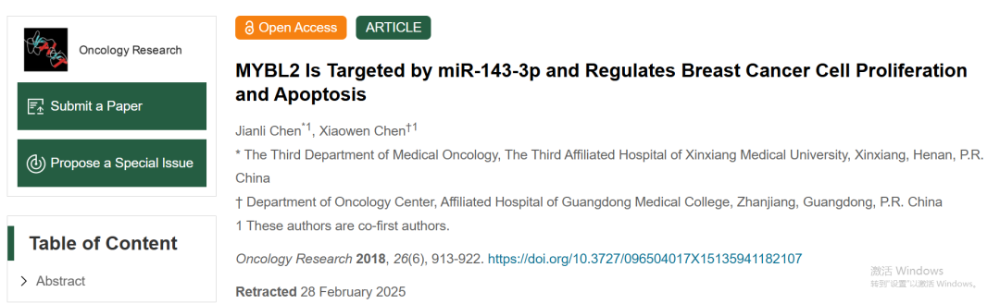 Oncology Research
Submit a Paper
Propose a Special Issue
Table of Content
Abstract
Open Access
ARTICLE
MYBL2 Is Targeted by miR-143-3p and Regulates Breast Cancer Cell Proliferation
and Apoptosis
Jianli Chen*1, Xiaowen Chen†1
* The Third Department of Medical Oncology, The Third Affiliated Hospital of Xinxiang Medical University, Xinxiang, Henan, P.R.
China
† Department of Oncology Center, Affiliated Hospital of Guangdong Medical College, Zhanjiang, Guangdong, P.R. China
1 These authors are co-first authors.
Oncology Research 2018, 26(6), 913-922. https://doi.org/10.3727/096504017X15135941182107
Retracted 28 February 2025
激活 Windows
转到"设置"以激活 Windows。